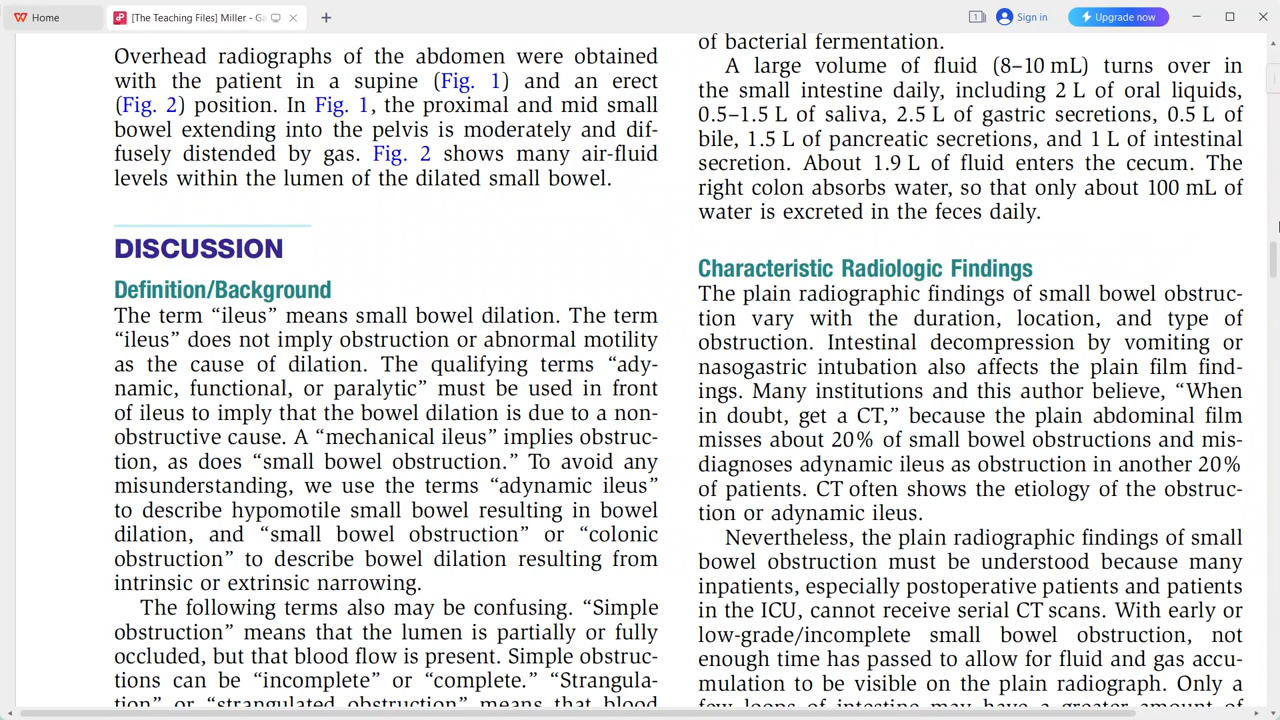 Home
[The Teaching Files] Miller - Ga
Sign in
Upgrade now
Overhead radiographs of the abdomen were obtained
with the patient in a supine (Fig. 1) and an erect
(Fig. 2) position. In Fig. 1, the proximal and mid small
bowel extending into the pelvis is moderately and dif-
fusely distended by gas. Fig. 2 shows many air-fluid
levels within the lumen of the dilated small bowel.
DISCUSSION
Definition/Background
The term “ileus” means small bowel dilation. The term
“ileus” does not imply obstruction or abnormal motility
as the cause of dilation. The qualifying terms “ady-
namic, functional, or paralytic” must be used in front
of ileus to imply that the bowel dilation is due to a non-
obstructive cause. A “mechanical ileus” implies obstruc-
tion, as does “small bowel obstruction.” To avoid any
misunderstanding, we use the terms “adynamic ileus”
to describe hypomotile small bowel resulting in bowel
dilation, and “small bowel obstruction” or “colonic
obstruction” to describe bowel dilation resulting from
intrinsic or extrinsic narrowing.
The following terms also may be confusing. “Simple
obstruction” means that the lumen is partially or fully
occluded, but that blood flow is present. Simple obstruc-
tions can be “incomplete” or “complete.” “Strangula-
tion” or “strangulated obstruction” means that blood
of bacterial fermentation.
A large volume of fluid (8–10 mL) turns over in
the small intestine daily, including 2 L of oral liquids,
0.5–1.5 L of saliva, 2.5 L of gastric secretions, 0.5 L of
bile, 1.5 L of pancreatic secretions, and 1 L of intestinal
secretion. About 1.9 L of fluid enters the cecum. The
right colon absorbs water, so that only about 100 mL of
water is excreted in the feces daily.
Characteristic Radiologic Findings
The plain radiographic findings of small bowel obstruc-
tion vary with the duration, location, and type of
obstruction. Intestinal decompression by vomiting or
nasogastric intubation also affects the plain film find-
ings. Many institutions and this author believe, “When
in doubt, get a CT,” because the plain abdominal film
misses about 20% of small bowel obstructions and mis-
diagnoses adynamic ileus as obstruction in another 20%
of patients. CT often shows the etiology of the obstruc-
tion or adynamic ileus.
Nevertheless, the plain radiographic findings of small
bowel obstruction must be understood because many
inpatients, especially postoperative patients and patients
in the ICU, cannot receive serial CT scans. With early or
low-grade/incomplete small bowel obstruction, not
enough time has passed to allow for fluid and gas accu-
mulation to be visible on the plain radiograph. Only a
few loops of intestine may have a greater amount of